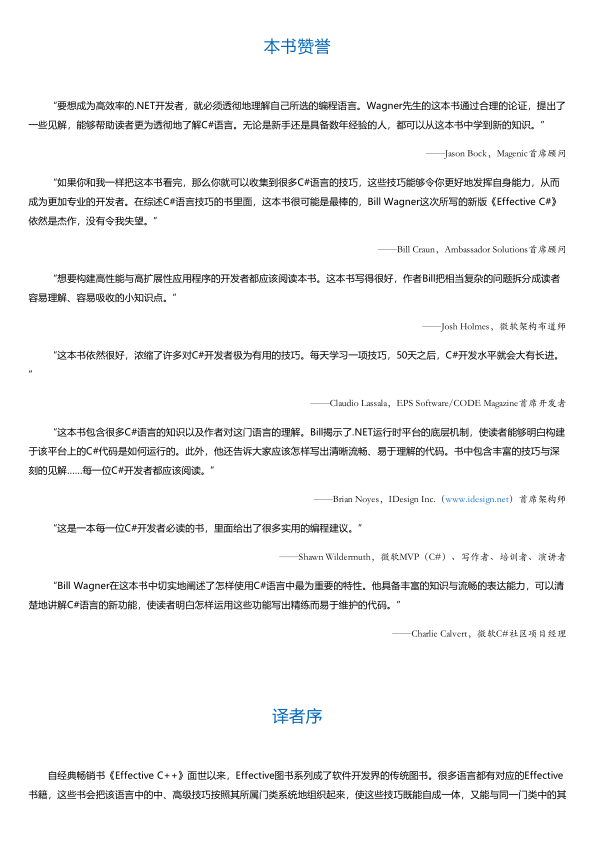 本书赞誉
“要想成为高效率的.NET开发者，就必须透彻地理解自己所选的编程语言。Wagner先生的这本书通过合理的论证，提出了
一些见解，能够帮助读者更为透彻地了解C#语言。无论是新手还是具备数年经验的人，都可以从这本书中学到新的知识。”
——Jason Bock，Magenic首席顾问
“如果你和我一样把这本书看完，那么你就可以收集到很多C#语言的技巧，这些技巧能够令你更好地发挥自身能力，从而
成为更加专业的开发者。在综述C#语言技巧的书里面，这本书很可能是最棒的，Bill Wagner这次所写的新版《Effective C#》
依然是杰作，没有令我失望。”
——Bill Craun，Ambassador Solutions首席顾问
“想要构建高性能与高扩展性应用程序的开发者都应该阅读本书。这本书写得很好，作者Bill把相当复杂的问题拆分成读者
容易理解、容易吸收的小知识点。”
——Josh Holmes，微软架构布道师
“这本书依然很好，浓缩了许多对C#开发者极为有用的技巧。每天学习一项技巧，50天之后，C#开发水平就会大有长进。
”
——Claudio Lassala，EPS Software/CODE Magazine首席开发者
“这本书包含很多C#语言的知识以及作者对这门语言的理解。Bill揭示了.NET运行时平台的底层机制，使读者能够明白构建
于该平台上的C#代码是如何运行的。此外，他还告诉大家应该怎样写出清晰流畅、易于理解的代码。书中包含丰富的技巧与深
刻的见解……每一位C#开发者都应该阅读。”
——Brian Noyes，IDesign Inc.（www.idesign.net）首席架构师
“这是一本每一位C#开发者必读的书，里面给出了很多实用的编程建议。”
——Shawn Wildermuth，微软MVP（C#）、写作者、培训者、演讲者
“Bill Wagner在这本书中切实地阐述了怎样使用C#语言中最为重要的特性。他具备丰富的知识与流畅的表达能力，可以清
楚地讲解C#语言的新功能，使读者明白怎样运用这些功能写出精练而易于维护的代码。”
——Charlie Calvert，微软C#社区项目经理
译者序
自经典畅销书《Effective C++》面世以来，Effective图书系列成了软件开发界的传统图书。很多语言都有对应的Effective
书籍，这些书会把该语言中的中、高级技巧按照其所属门类系统地组织起来，使这些技巧既能自成一体，又能与同一门类中的其